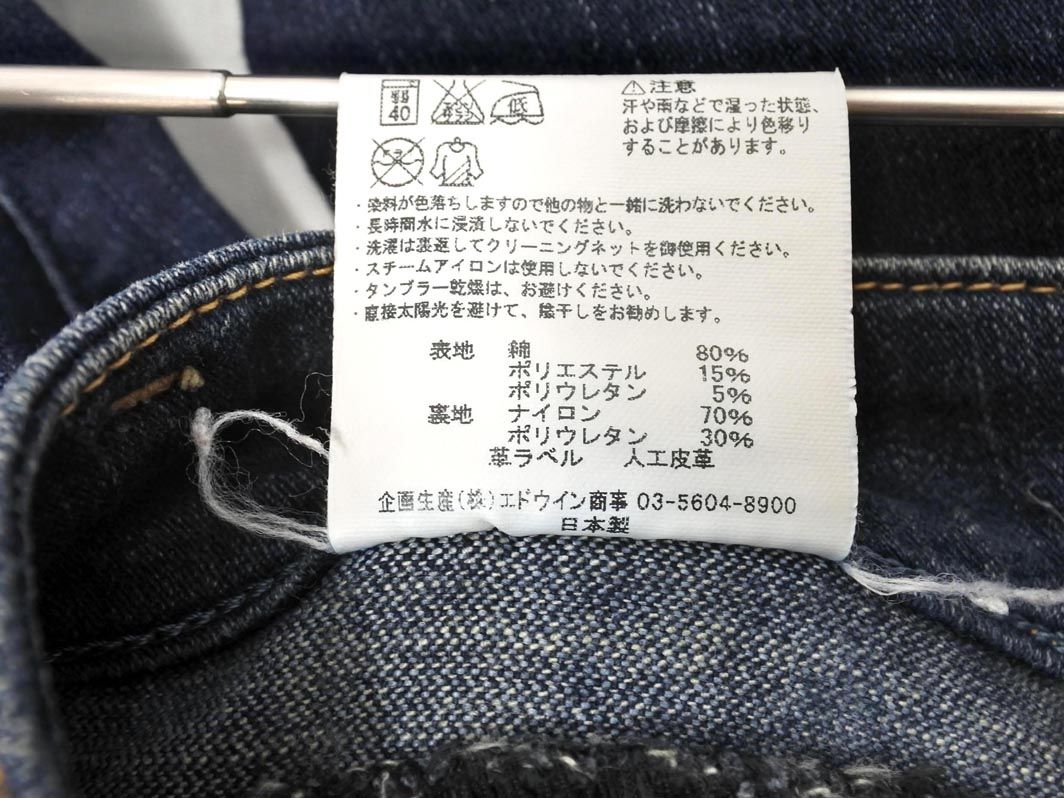 弱
40
エンソ
サラシ
低
⚠注意
汗や雨などで湿った状態、
および摩擦により色移り
することがあります。
・染料が色落ちしますので他の物と一緒に洗わないでください。
・長時間水に浸漬しないでください。
・洗濯は裏返してクリーニングネットを御使用ください。
・スチームアイロンは使用しないでください。
・タンブラー乾燥は、お避けください。
・直接太陽光を避けて、陰干しをお勧めします。
表地 綿 80%
ポリエステル 15%
ポリウレタン 5%
裏地 ナイロン 70%
ポリウレタン 30%
革ラベル 人工皮革
企画生産(株)エドウイン商事 03-5604-8900
日本製